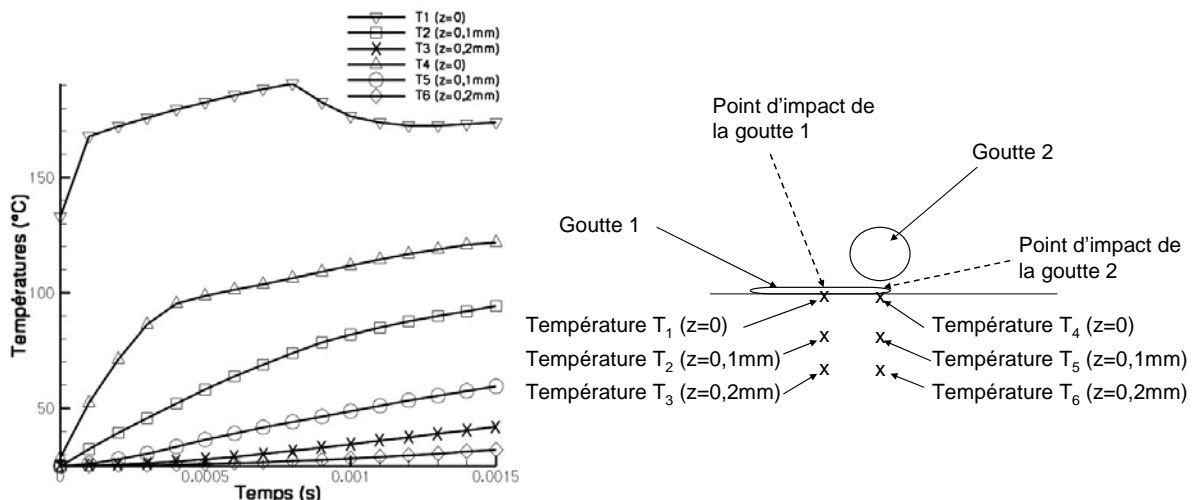 T1 (z=0)
T2 (z=0,1mm)
T3 (z=0,2mm)
T4 (z=0)
T5 (z=0,1mm)
T6 (z=0,2mm)
Températures (°C)
150
100
50
0
0.0005
0.001
0.0015
Temps (s)
Point d'impact de
la goutte 1
Goutte 2
Goutte 1
Point d'impact de
la goutte 2
Température T1 (z=0)
Température T2 (z=0,1mm)
Température T3 (z=0,2mm)
Température T4 (z=0)
Température T5 (z=0,1mm)
Température T6 (z=0,2mm)